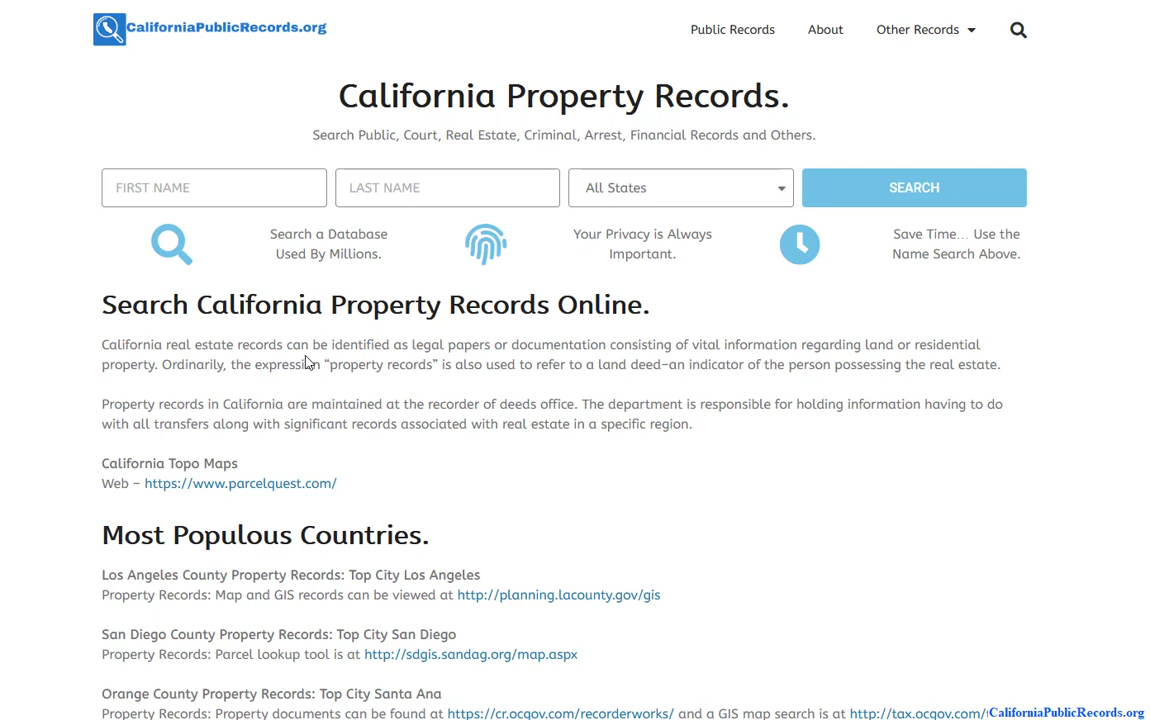 CaliforniaPublicRecords.org
Public Records
About
Other Records
California Property Records.
Search Public, Court, Real Estate, Criminal, Arrest, Financial Records and Others.
FIRST NAME
LAST NAME
All States
SEARCH
Search a Database
Used By Millions.
Your Privacy is Always
Important.
Save Time... Use the
Name Search Above.
Search California Property Records Online.
California real estate records can be identified as legal papers or documentation consisting of vital information regarding land or residential
property. Ordinarily, the expression “property records” is also used to refer to a land deed–an indicator of the person possessing the real estate.
Property records in California are maintained at the recorder of deeds office. The department is responsible for holding information having to do
with all transfers along with significant records associated with real estate in a specific region.
California Topo Maps
Web – https://www.parcelquest.com/
Most Populous Countries.
Los Angeles County Property Records: Top City Los Angeles
Property Records: Map and GIS records can be viewed at http://planning.lacounty.gov/gis
San Diego County Property Records: Top City San Diego
Property Records: Parcel lookup tool is at http://sdgis.sandag.org/map.aspx
Orange County Property Records: Top City Santa Ana
Property Records: Property documents can be found at https://cr.ocgov.com/recorderworks/ and a GIS map search is at http://tax.ocgov.com/
CaliforniaPublicRecords.org